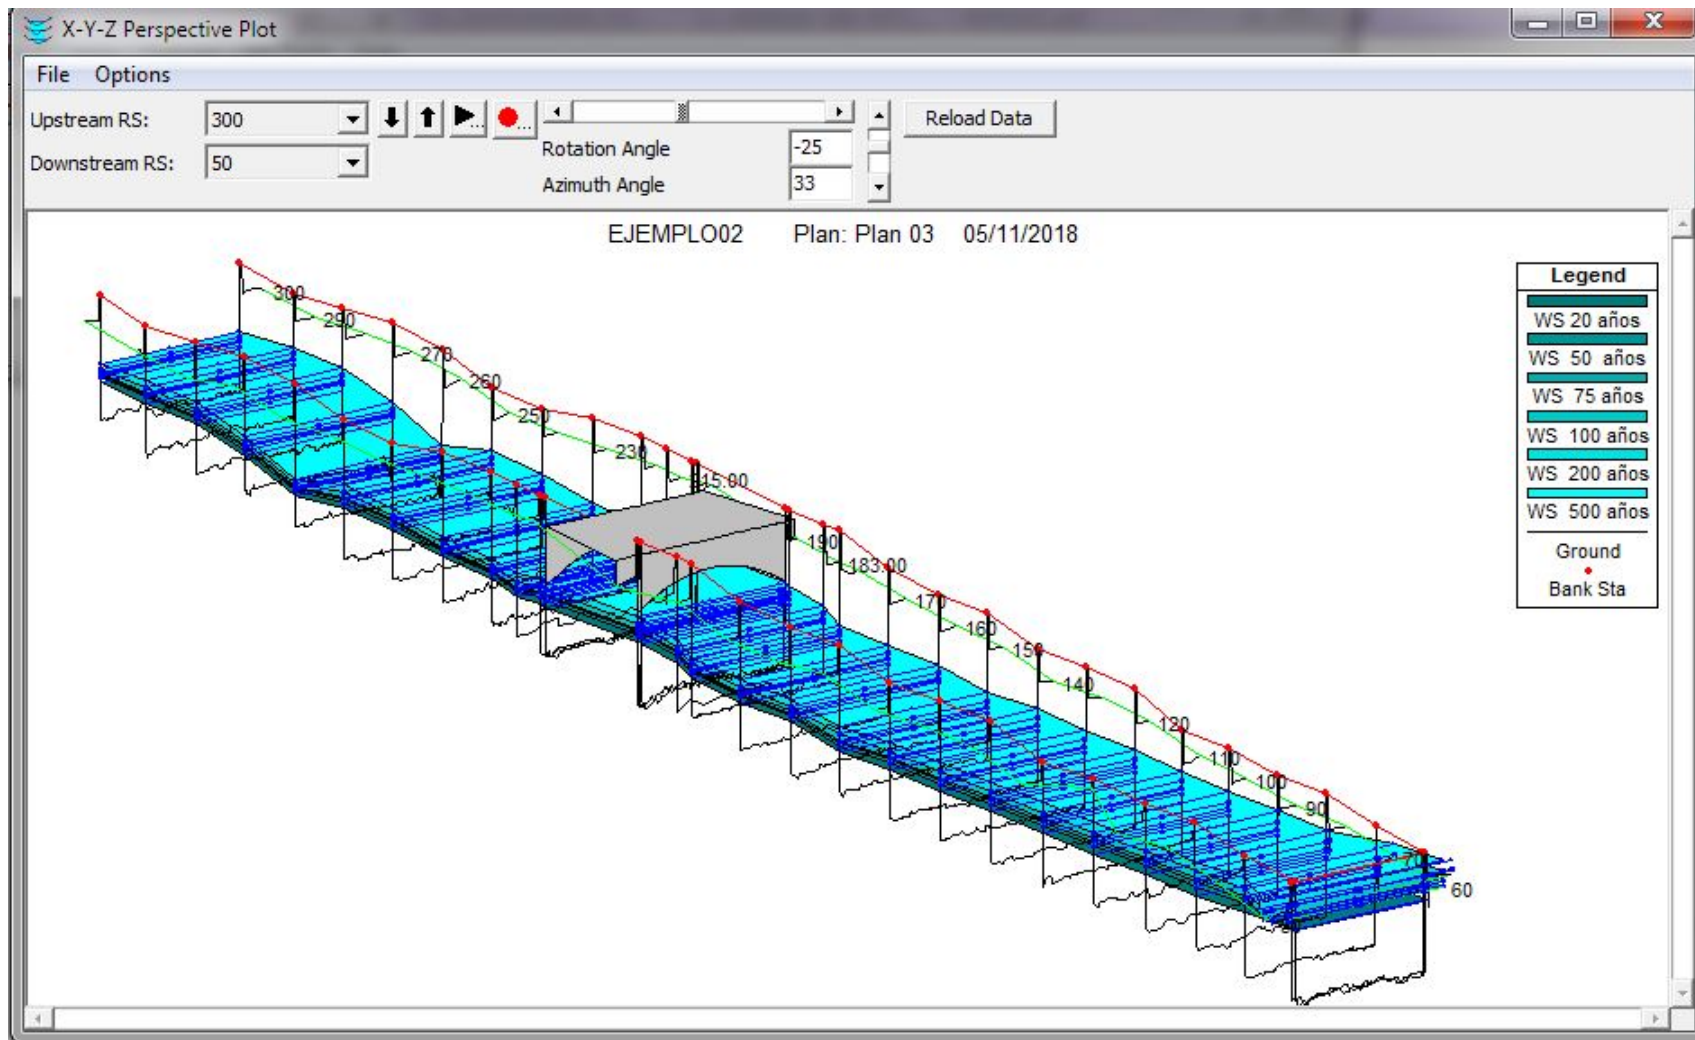 X-Y-Z Perspective Plot
File Options
Upstream RS: 300
Reload Data
Rotation Angle -25
Downstream RS: 50
Azimuth Angle 33
EJEMPLO02 Plan: Plan 03 05/11/2018
Legend
WS 20 años
WS 50 años
WS 75 años
WS 100 años
WS 200 años
WS 500 años
Ground
Bank Sta
300
290
270
260
250
230
15.00
190
183.00
170
160
150
140
120
110
100
90
70
60